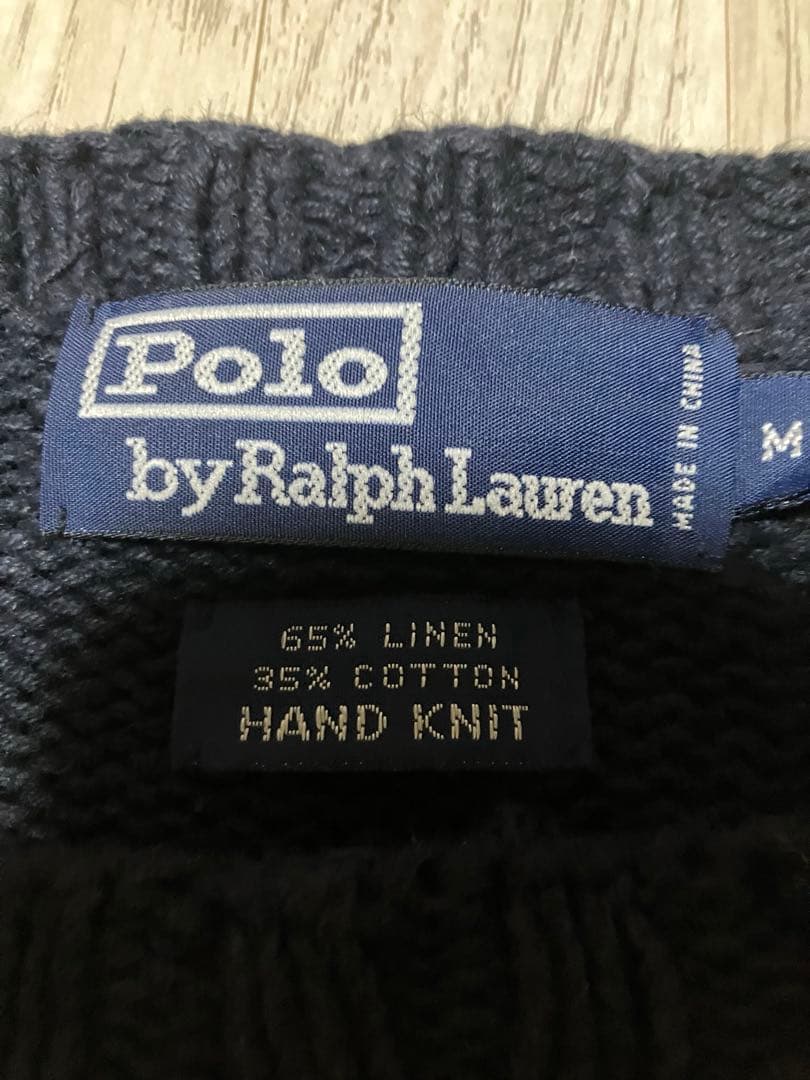 Polo
by Ralph Lauren
MADE IN CHINA
M
65% LINEN
35% COTTON
HAND KNIT